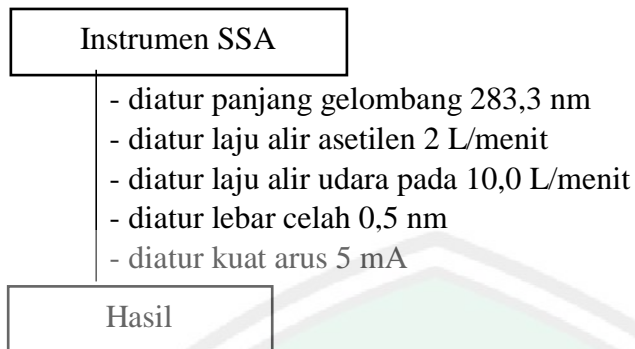 Instrumen SSA
- diatur panjang gelombang 283,3 nm
- diatur laju alir asetilen 2 L/menit
- diatur laju alir udara pada 10,0 L/menit
- diatur lebar celah 0,5 nm
- diatur kuat arus 5 mA
Hasil